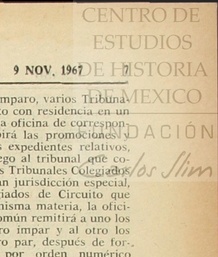 CENTRO DE
ESTUDIOS
DE HISTORIA
DE MEXICO
FUNDACIÓN
Carlos Slim
9 NOV. 1967 7
mparo, varios Tribuna-
to con residencia en un
a oficina de correspon-
birá las promociones
s expedientes relativos,
ego al tribunal que co-
s Tribunales Colegiados
an jurisdicción especial,
iados de Circuito que
misma materia, la ofici-
omún remitirá a uno los
ro impar y al otro los
ro par, después de for-
por orden numérico